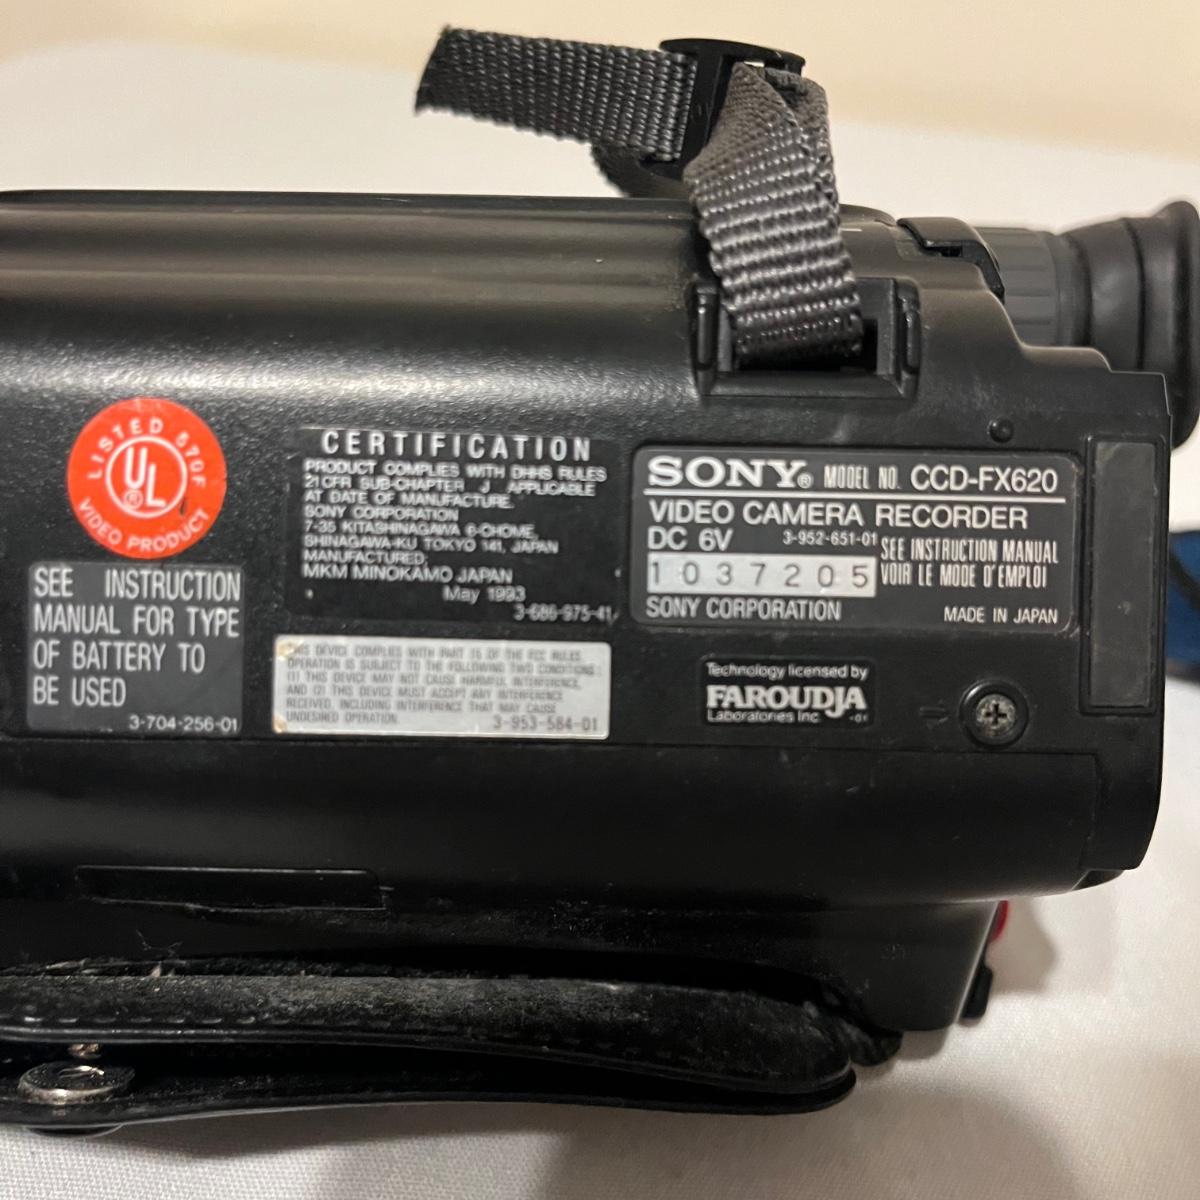 LISTED 570F
UL
®
VIDEO PRODUCT
SEE INSTRUCTION
MANUAL FOR TYPE
OF BATTERY TO
BE USED
3-704-256-01
CERTIFICATION
PRODUCT COMPLIES WITH DHHS RULES
21 CFR SUB-CHAPTER J APPLICABLE
AT DATE OF MANUFACTURE.
SONY CORPORATION
7-35 KITASHINAGAWA 6-CHOME,
SHINAGAWA-KU TOKYO 141, JAPAN
MANUFACTURED:
MKM MINOKAMO JAPAN
May 1993
3-686-975-41
THIS DEVICE COMPLIES WITH PART 15 OF THE FCC RULES.
OPERATION IS SUBJECT TO THE FOLLOWING TWO CONDITIONS:
(1) THIS DEVICE MAY NOT CAUSE HARMFUL INTERFERENCE,
AND (2) THIS DEVICE MUST ACCEPT ANY INTERFERENCE
RECEIVED, INCLUDING INTERFERENCE THAT MAY CAUSE
UNDESIRED OPERATION.
3-953-584-01
SONY® MODEL NO. CCD-FX620
VIDEO CAMERA RECORDER
DC 6V 3-952-651-01
1037205
SEE INSTRUCTION MANUAL
VOIR LE MODE D'EMPLOI
SONY CORPORATION MADE IN JAPAN
Technology licensed by
FAROUDJA
Laboratories Inc -01